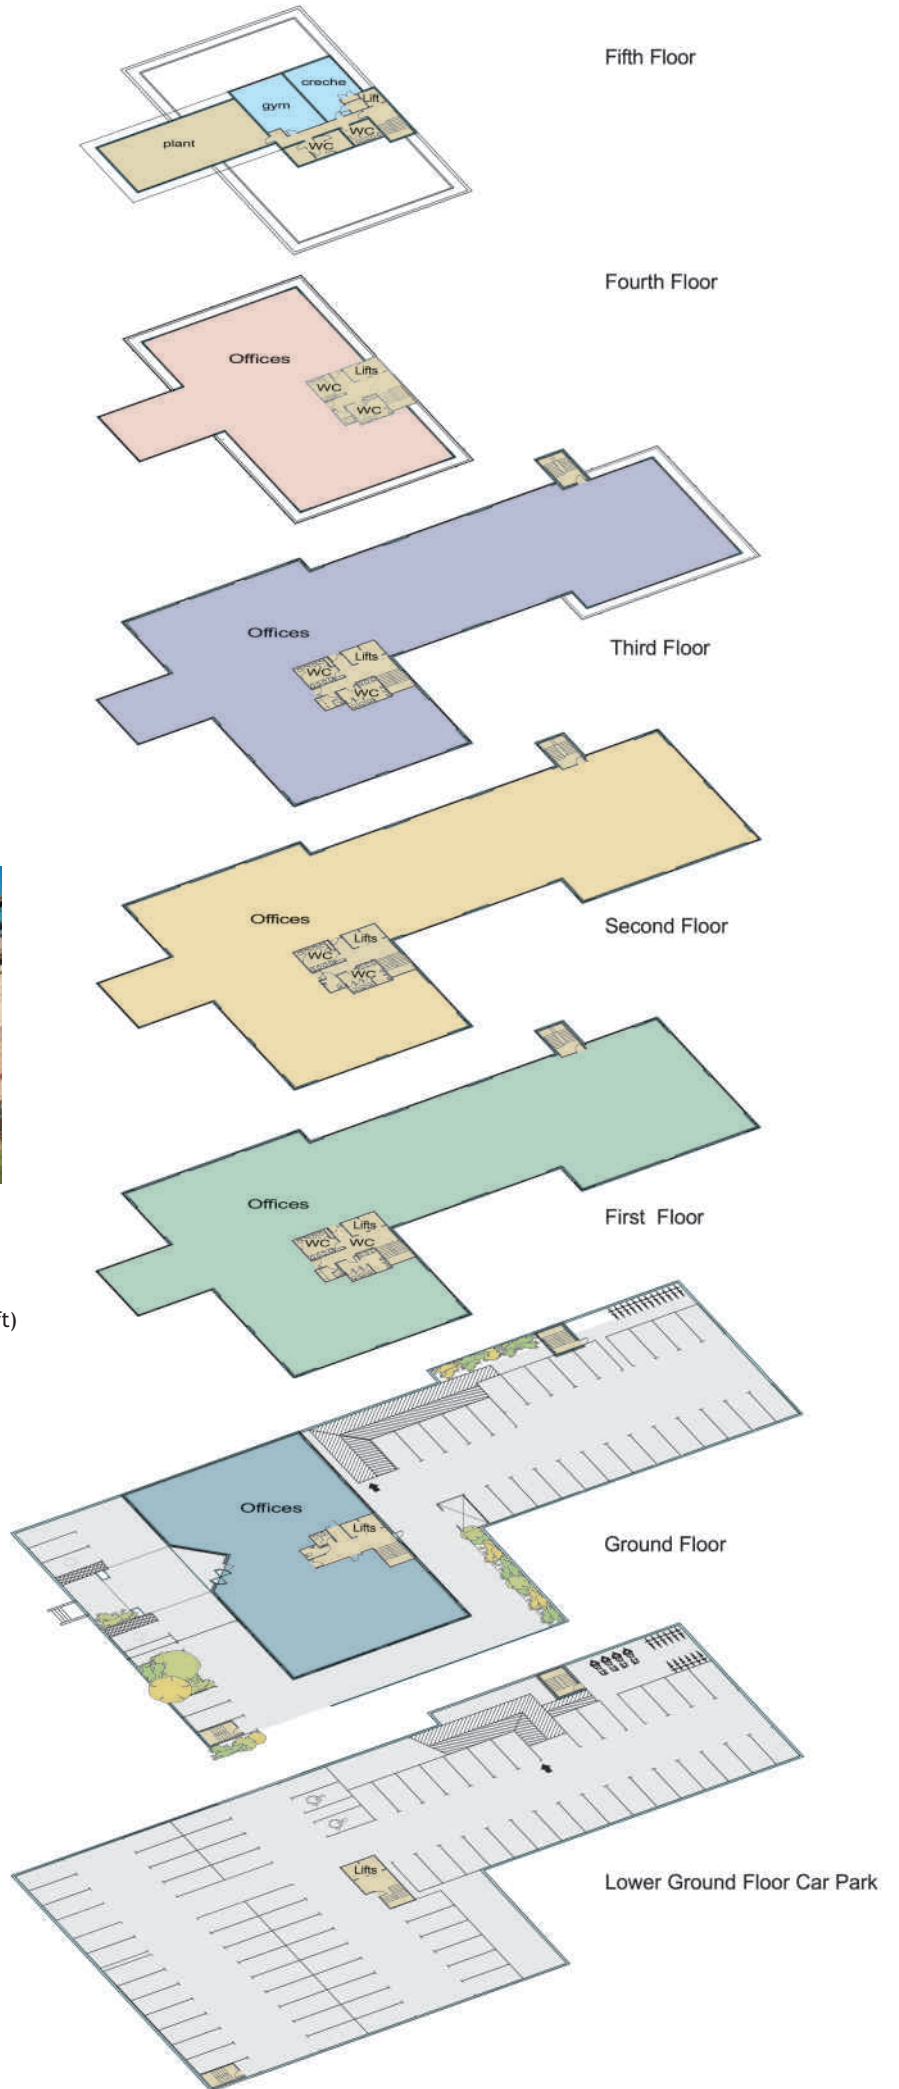 Fifth Floor
creche
gym
Lift
plant
WC
WC
Fourth Floor
Offices
Lifts
WC
WC
Offices
Third Floor
Lifts
WC
WC
Offices
Second Floor
Lifts
WC
WC
Offices
First  Floor
Lifts
WC
WC
ft)
Offices
Lifts
Ground Floor
Lifts
Lower Ground Floor Car Park